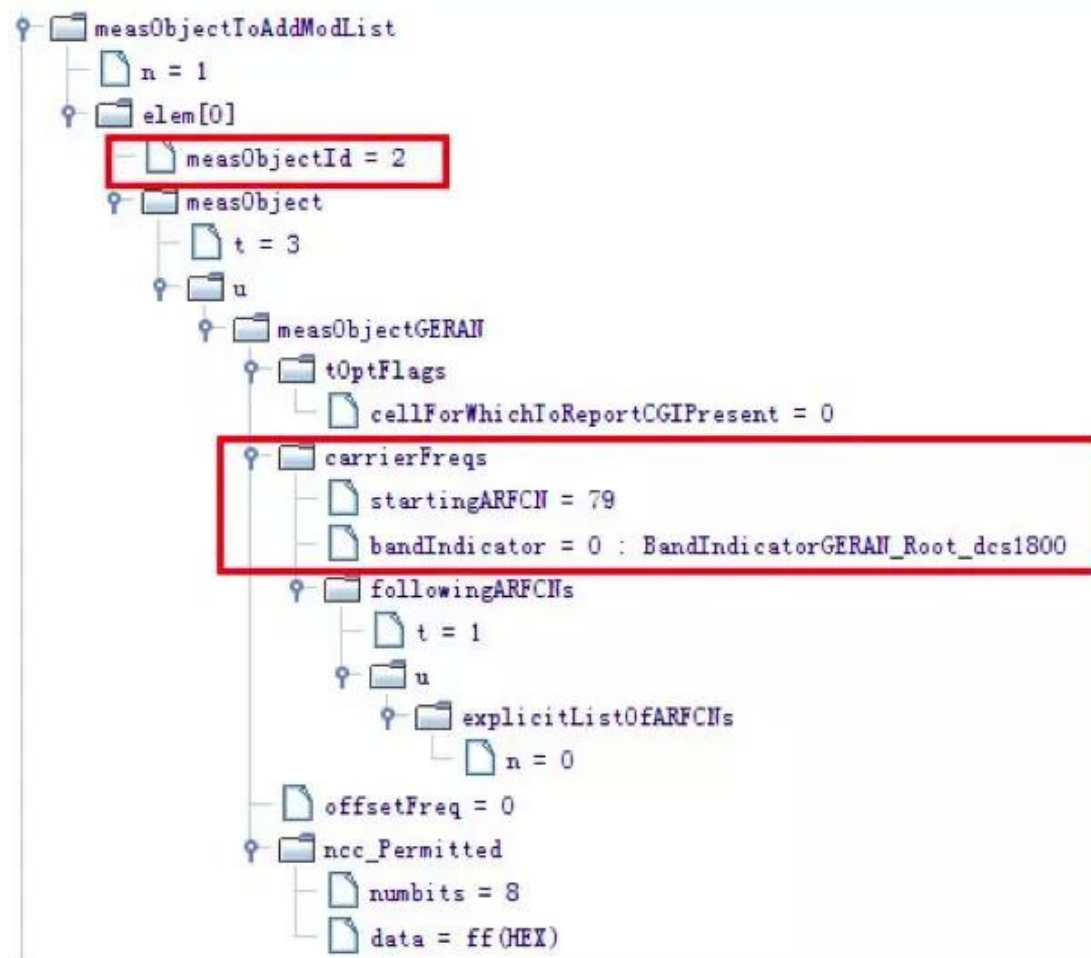 measObjectToAddModList
n = 1
elem[0]
measObjectId = 2
measObject
t = 3
u
measObjectGERAN
tOptFlags
cellForWhichToReportCGIPresent = 0
carrierFreqs
startingARFCN = 79
bandIndicator = 0 : BandIndicatorGERAN_Root_dcs1800
followingARFCNs
t = 1
u
explicitListOfARFCNs
n = 0
offsetFreq = 0
ncc_Permitted
numbits = 8
data = ff(HEX)